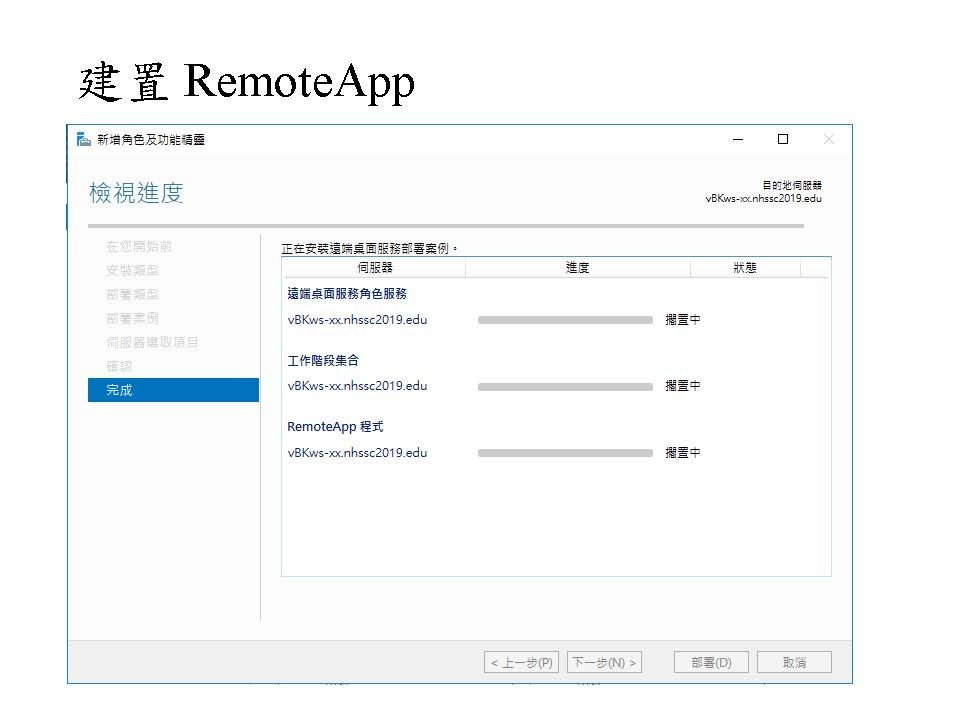 建置 RemoteApp
新增角色及功能精靈
檢視進度
目的地伺服器
vBKws-xx.nhssc2019.edu
在您開始前
安裝類型
部署類型
部署案例
伺服器選取項目
確認
完成
正在安裝遠端桌面服務部署案例。
伺服器 進度 狀態
遠端桌面服務角色服務
vBKws-xx.nhssc2019.edu 擱置中
工作階段集合
vBKws-xx.nhssc2019.edu 擱置中
RemoteApp 程式
vBKws-xx.nhssc2019.edu 擱置中
< 上一步(P) 下一步(N) > 部署(D) 取消